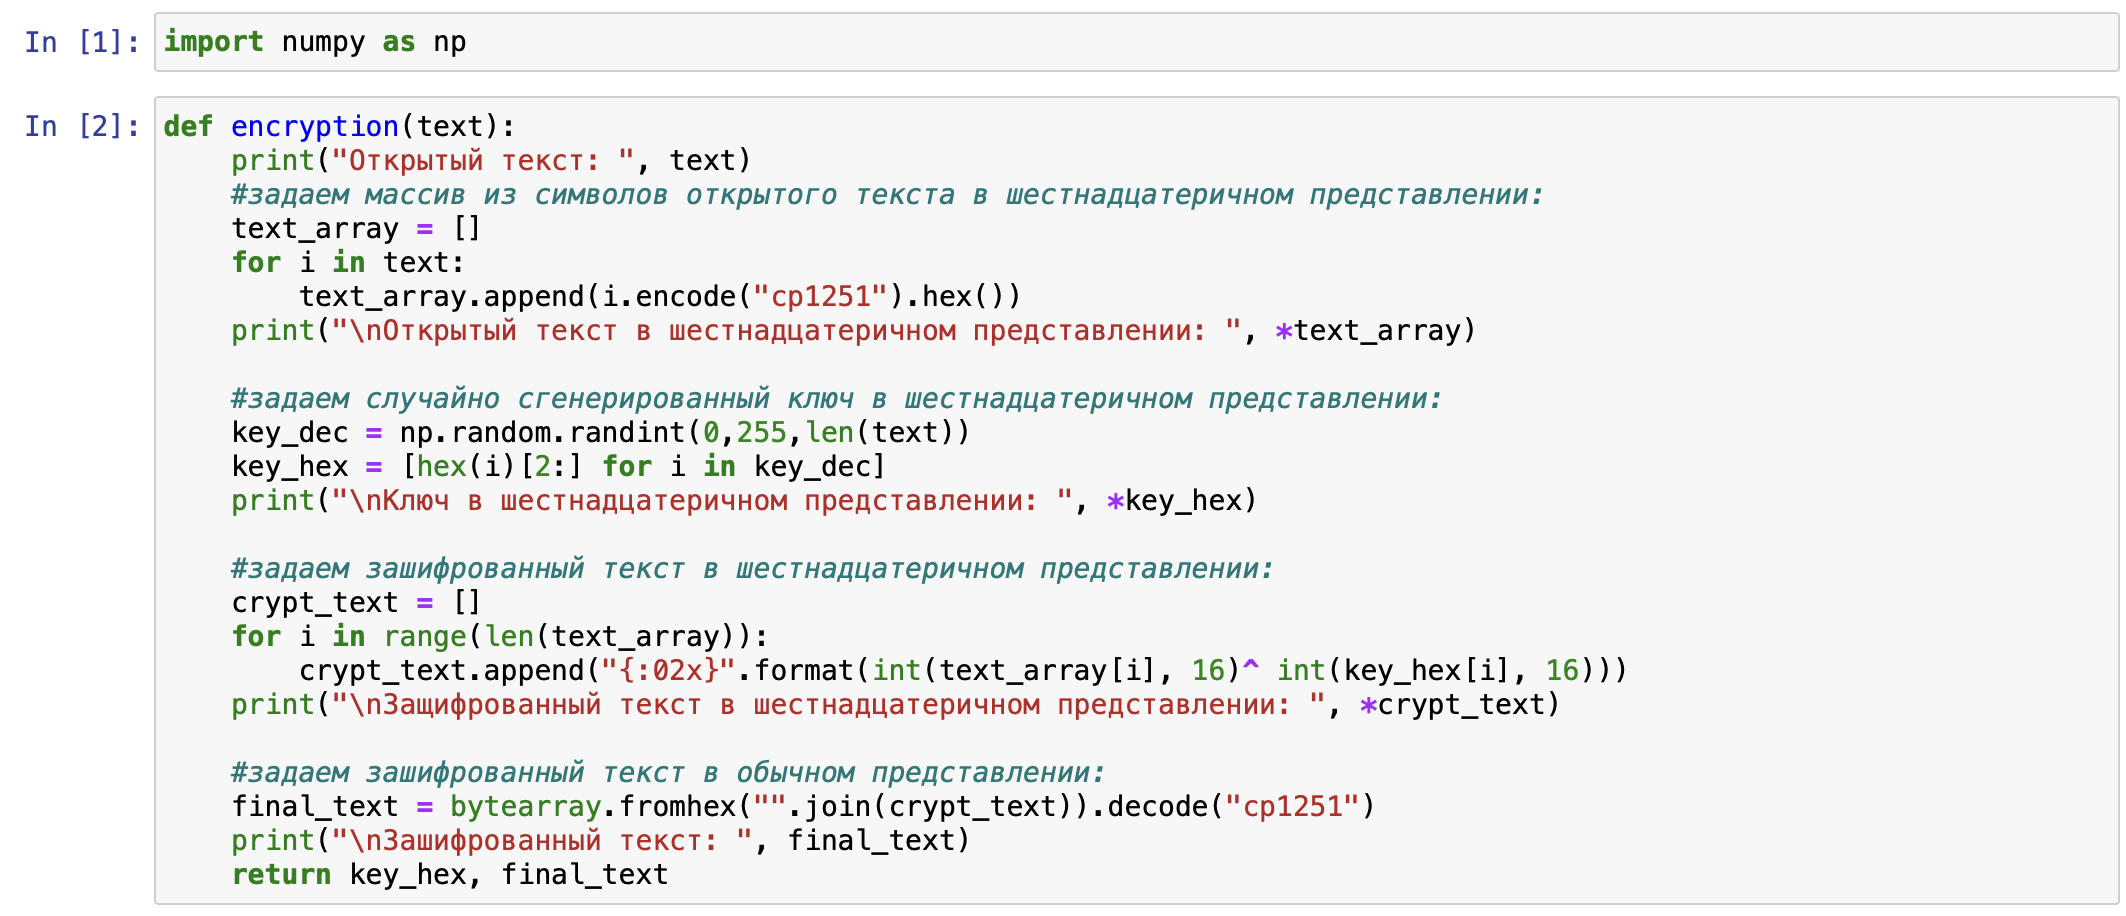 In [1]: import numpy as np
In [2]: def encryption(text):
    print("Открытый текст: ", text)
    #задаем массив из символов открытого текста в шестнадцатеричном представлении:
    text_array = []
    for i in text:
        text_array.append(i.encode("cp1251").hex())
    print("\nОткрытый текст в шестнадцатеричном представлении: ", *text_array)
    #задаем случайно сгенерированный ключ в шестнадцатеричном представлении:
    key_dec = np.random.randint(0,255,len(text))
    key_hex = [hex(i)[2:] for i in key_dec]
    print("\nКлюч в шестнадцатеричном представлении: ", *key_hex)
    #задаем зашифрованный текст в шестнадцатеричном представлении:
    crypt_text = []
    for i in range(len(text_array)):
        crypt_text.append("{:02x}".format(int(text_array[i], 16)^ int(key_hex[i], 16)))
    print("\nЗащифрованный текст в шестнадцатеричном представлении: ", *crypt_text)
    #задаем зашифрованный текст в обычном представлении:
    final_text = bytearray.fromhex("".join(crypt_text)).decode("cp1251")
    print("\nЗашифрованный текст: ", final_text)
    return key_hex, final_text